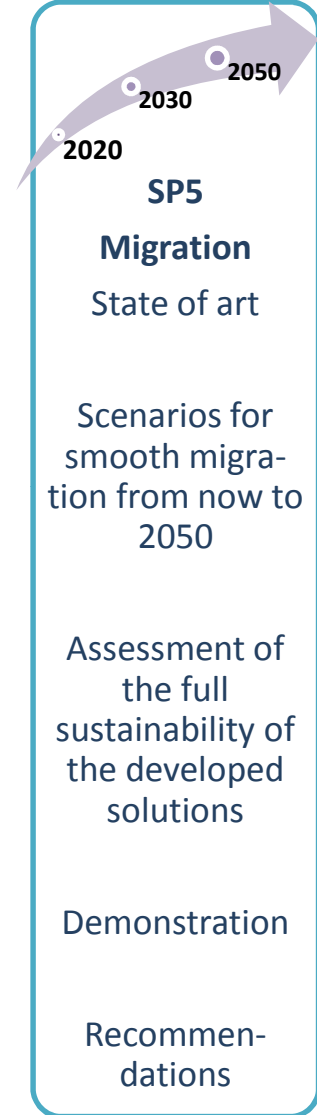 2050
2030
2020
SP5
Migration
State of art
Scenarios for
smooth migra-
tion from now to
2050
Assessment of
the full
sustainability of
the developed
solutions
Demonstration
Recommen-
dations